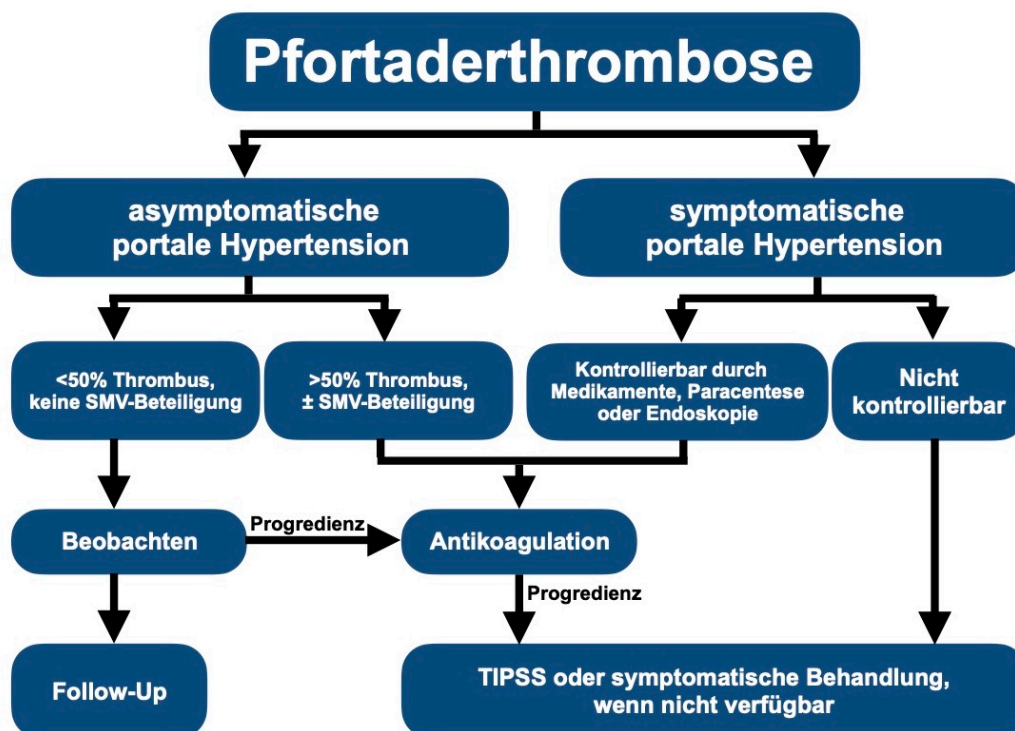 Pfortaderthrombose
asymptomatische
portale Hypertension
symptomatische
portale Hypertension
<50% Thrombus,
keine SMV-Beteiligung
>50% Thrombus,
± SMV-Beteiligung
Kontrollierbar durch
Medikamente, Paracentese
oder Endoskopie
Nicht
kontrollierbar
Beobachten
Progredienz
Antikoagulation
Progredienz
Follow-Up
TIPSS oder symptomatische Behandlung,
wenn nicht verfügbar